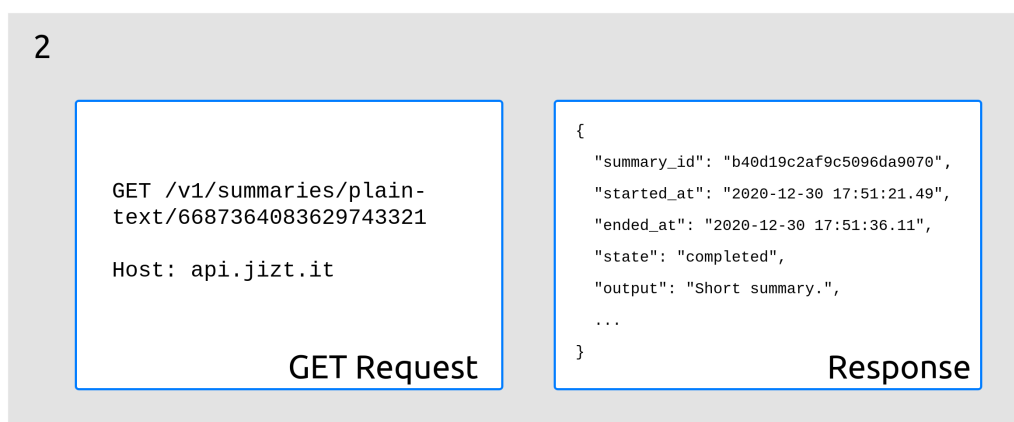 2
GET /v1/summaries/plain-
text/6687364083629743321
Host: api.jizt.it
GET Request
{
"summary_id": "b40d19c2af9c5096da9070",
"started_at": "2020-12-30 17:51:21.49",
"ended_at": "2020-12-30 17:51:36.11",
"state": "completed",
"output": "Short summary.",
...
}
Response